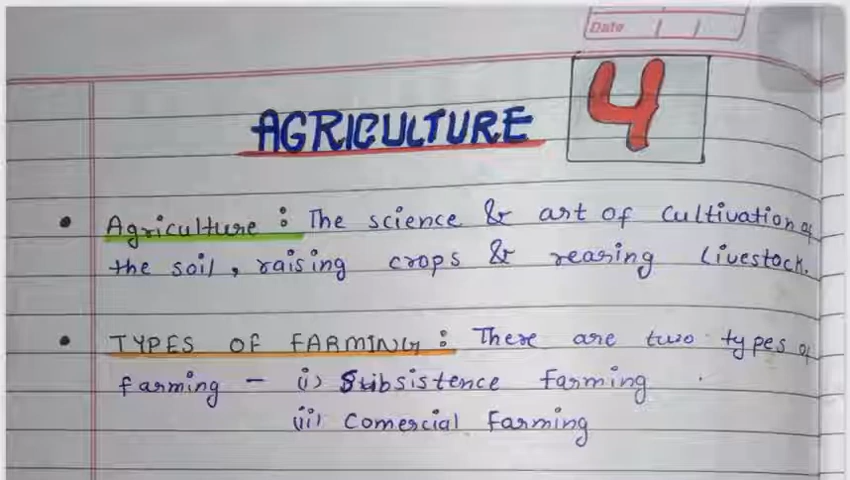 Date
AGRICULTURE 4
• Agriculture : The science & art of cultivation of
the soil, raising crops & rearing livestock.
• TYPES OF FARMING : There are two types of
farming – (i) Subsistence farming
(ii) Comercial Farming